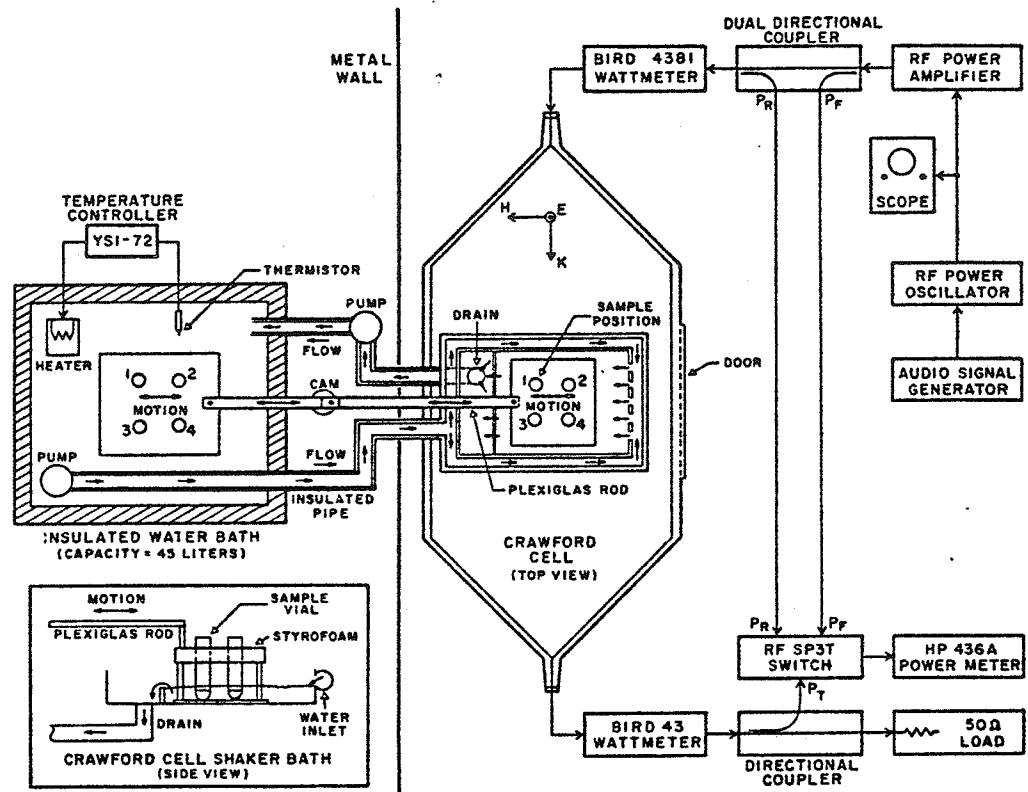 METAL
WALL
DUAL DIRECTIONAL
COUPLER
BIRD 4381
WATTMETER
RF POWER
AMPLIFIER
PR
PF
SCOPE
H
E
K
TEMPERATURE
CONTROLLER
YSI-72
THERMISTOR
PUMP
RF POWER
OSCILLATOR
DRAIN
SAMPLE
POSITION
FLOW
HEATER
DOOR
AUDIO SIGNAL
GENERATOR
CAM
1
2
MOTION
3
4
1
2
MOTION
3
4
PUMP
FLOW
INSULATED
PIPE
PLEXIGLAS ROD
INSULATED WATER BATH
(CAPACITY = 45 LITERS)
CRAWFORD
CELL
(TOP VIEW)
MOTION
PLEXIGLAS ROD
SAMPLE
VIAL
STYROFOAM
DRAIN
WATER
INLET
CRAWFORD CELL SHAKER BATH
(SIDE VIEW)
PR
PF
RF SP3T
SWITCH
HP 436A
POWER METER
PT
BIRD 43
WATTMETER
50Ω
LOAD
DIRECTIONAL
COUPLER